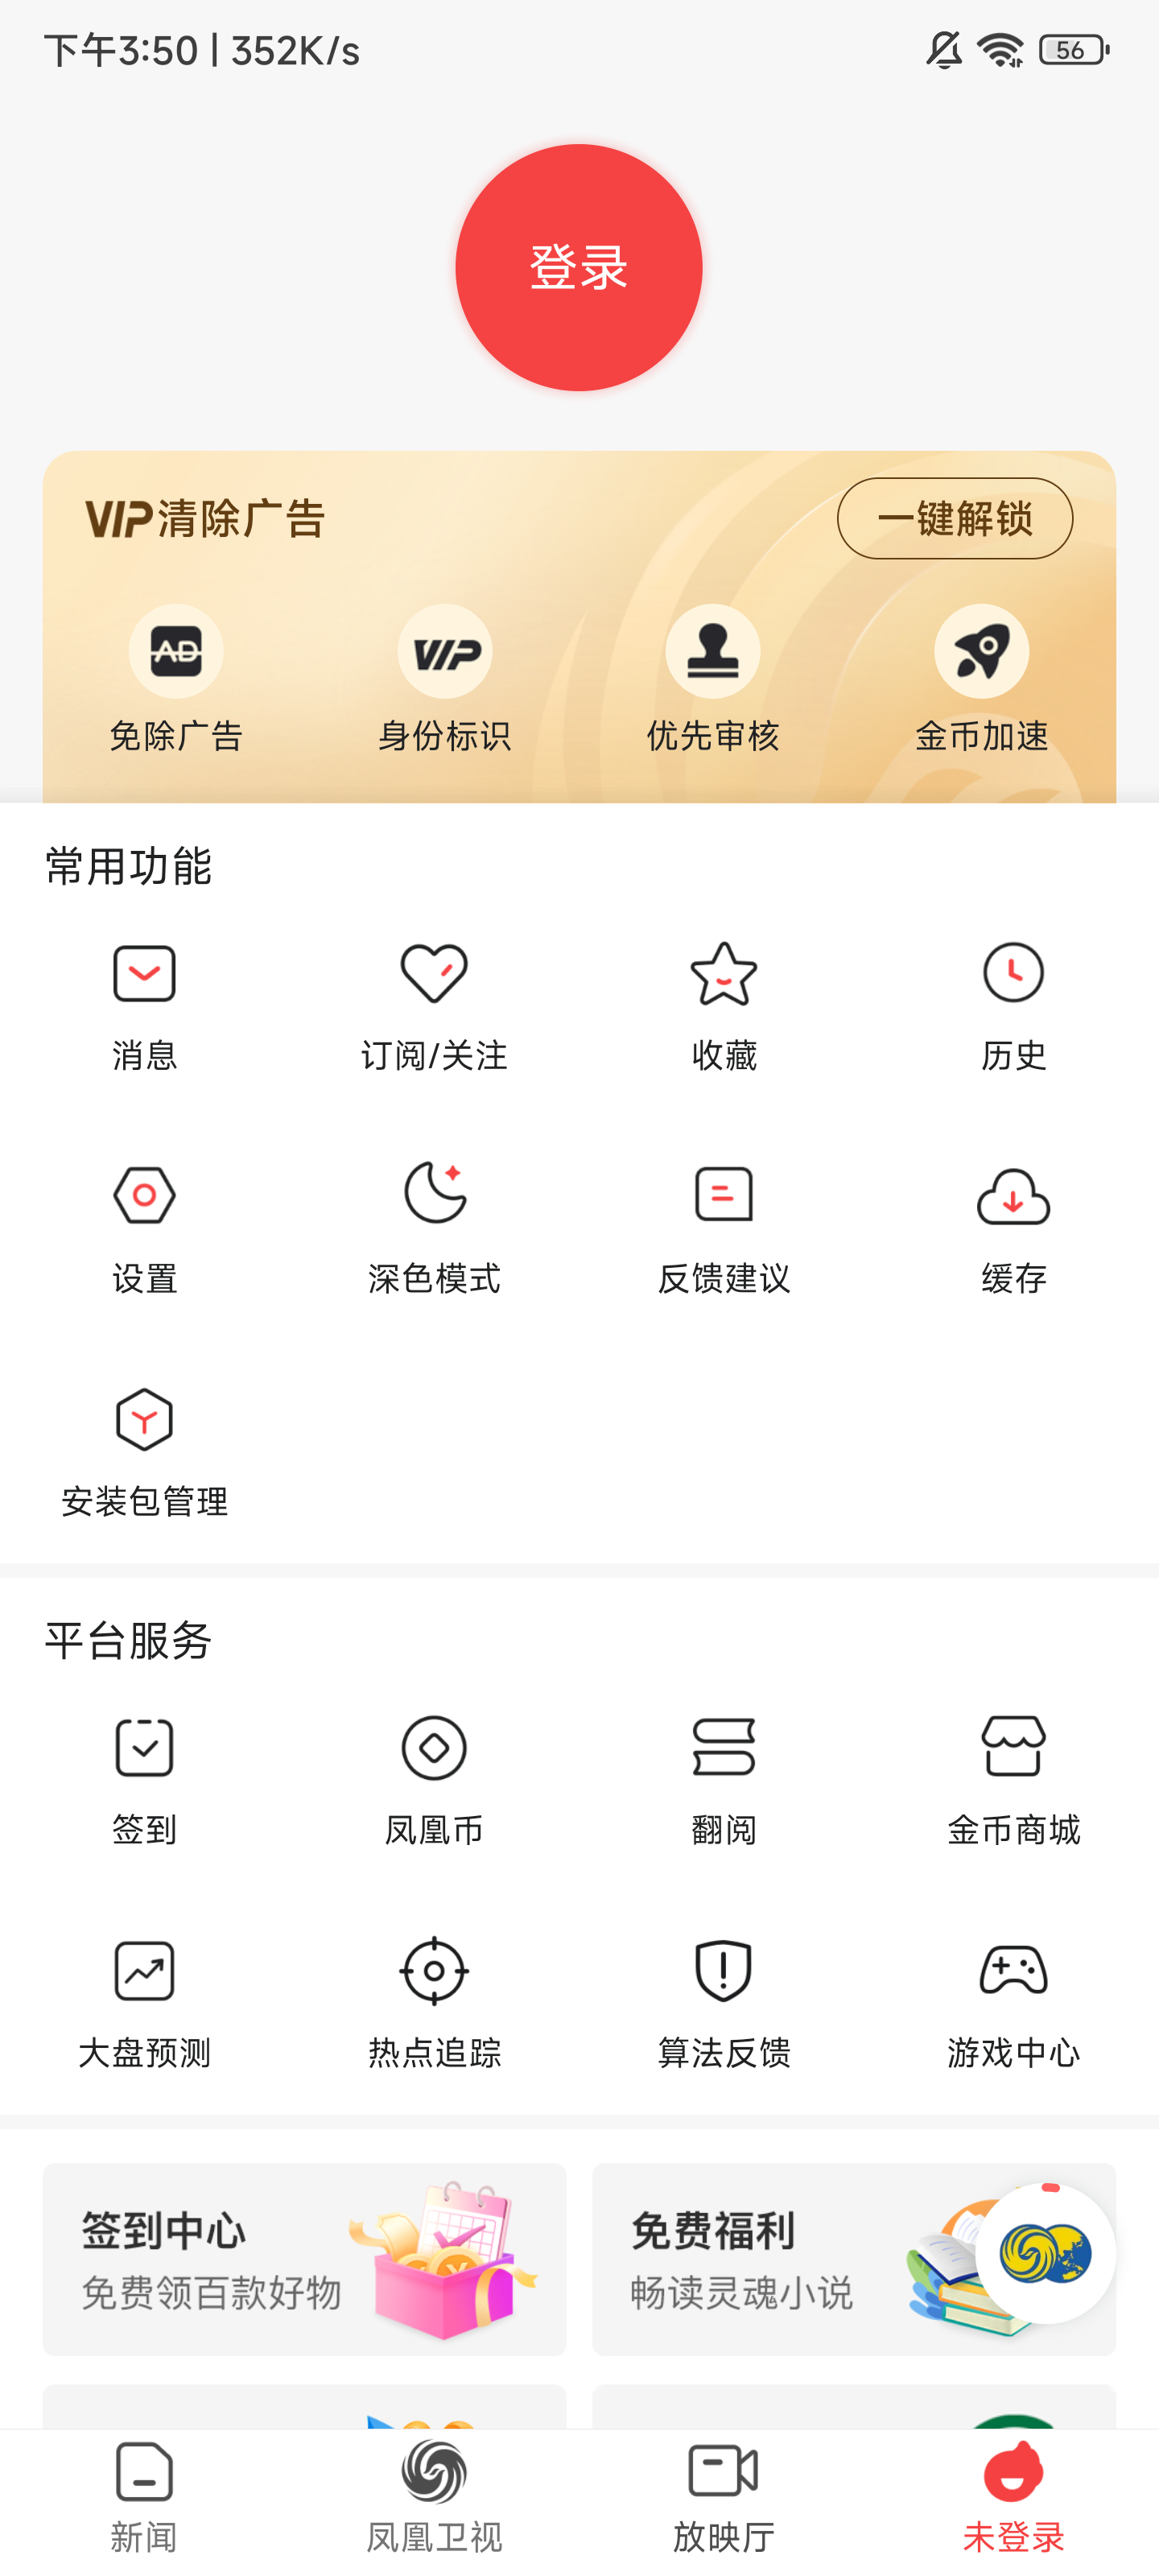 下午3:50 | 352K/s
56
登录
VIP清除广告
一键解锁
AD
VIP
免除广告
身份标识
优先审核
金币加速
常用功能
消息
订阅/关注
收藏
历史
设置
深色模式
反馈建议
缓存
安装包管理
平台服务
签到
凤凰币
翻阅
金币商城
大盘预测
热点追踪
算法反馈
游戏中心
签到中心
免费领百款好物
免费福利
畅读灵魂小说
新闻
凤凰卫视
放映厅
未登录